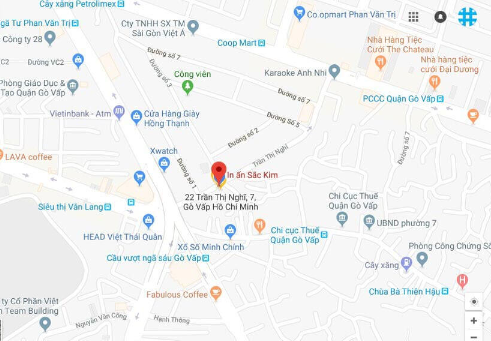 Cây xăng Petrolimex
Ngã Tư Phan Văn Trị
Công ty 28
Cty TNHH SX TM
Sài Gòn Việt A
Co.opmart Phan Văn Trị
Coop Mart
Đường số 7
Nhà Hàng Tiệc
Cưới The Chateau
Nhà hàng tiệc
cưới Đại Dương
Đường VC2
Đường số 3
Công viên
Karaoke Anh Nhi
Phòng Giáo Dục &
Tạo Quận Gò Vấp
Đường số 7
PCCC Quận Gò Vấp
Vietinbank - Atm
Cửa Hàng Giày
Hồng Thạnh
Đường Số 5
Đường số 2
LAVA coffee
Xwatch
Đường số 1
Trần Thị Nghỉ
In ấn Sắc Kim
22 Trần Thị Nghĩ, 7,
Gò Vấp Hồ Chí Minh
Siêu thị Văn Lang
Chi Cục Thuế
Quận Gò Vấp
UBND phường 7
HEAD Việt Thái Quân
Xổ Số Minh Chính
Chi cục Thuế
Quận Gò Vấp
Cầu vượt ngã sáu Gò Vấp
Phòng Công Chứng Số
Cây xăng
Chùa Bà Thiên Hậu
Fabulous Coffee
ty Cổ Phần Việt
n Team Building
Nguyễn Văn Công
Hạnh Thông